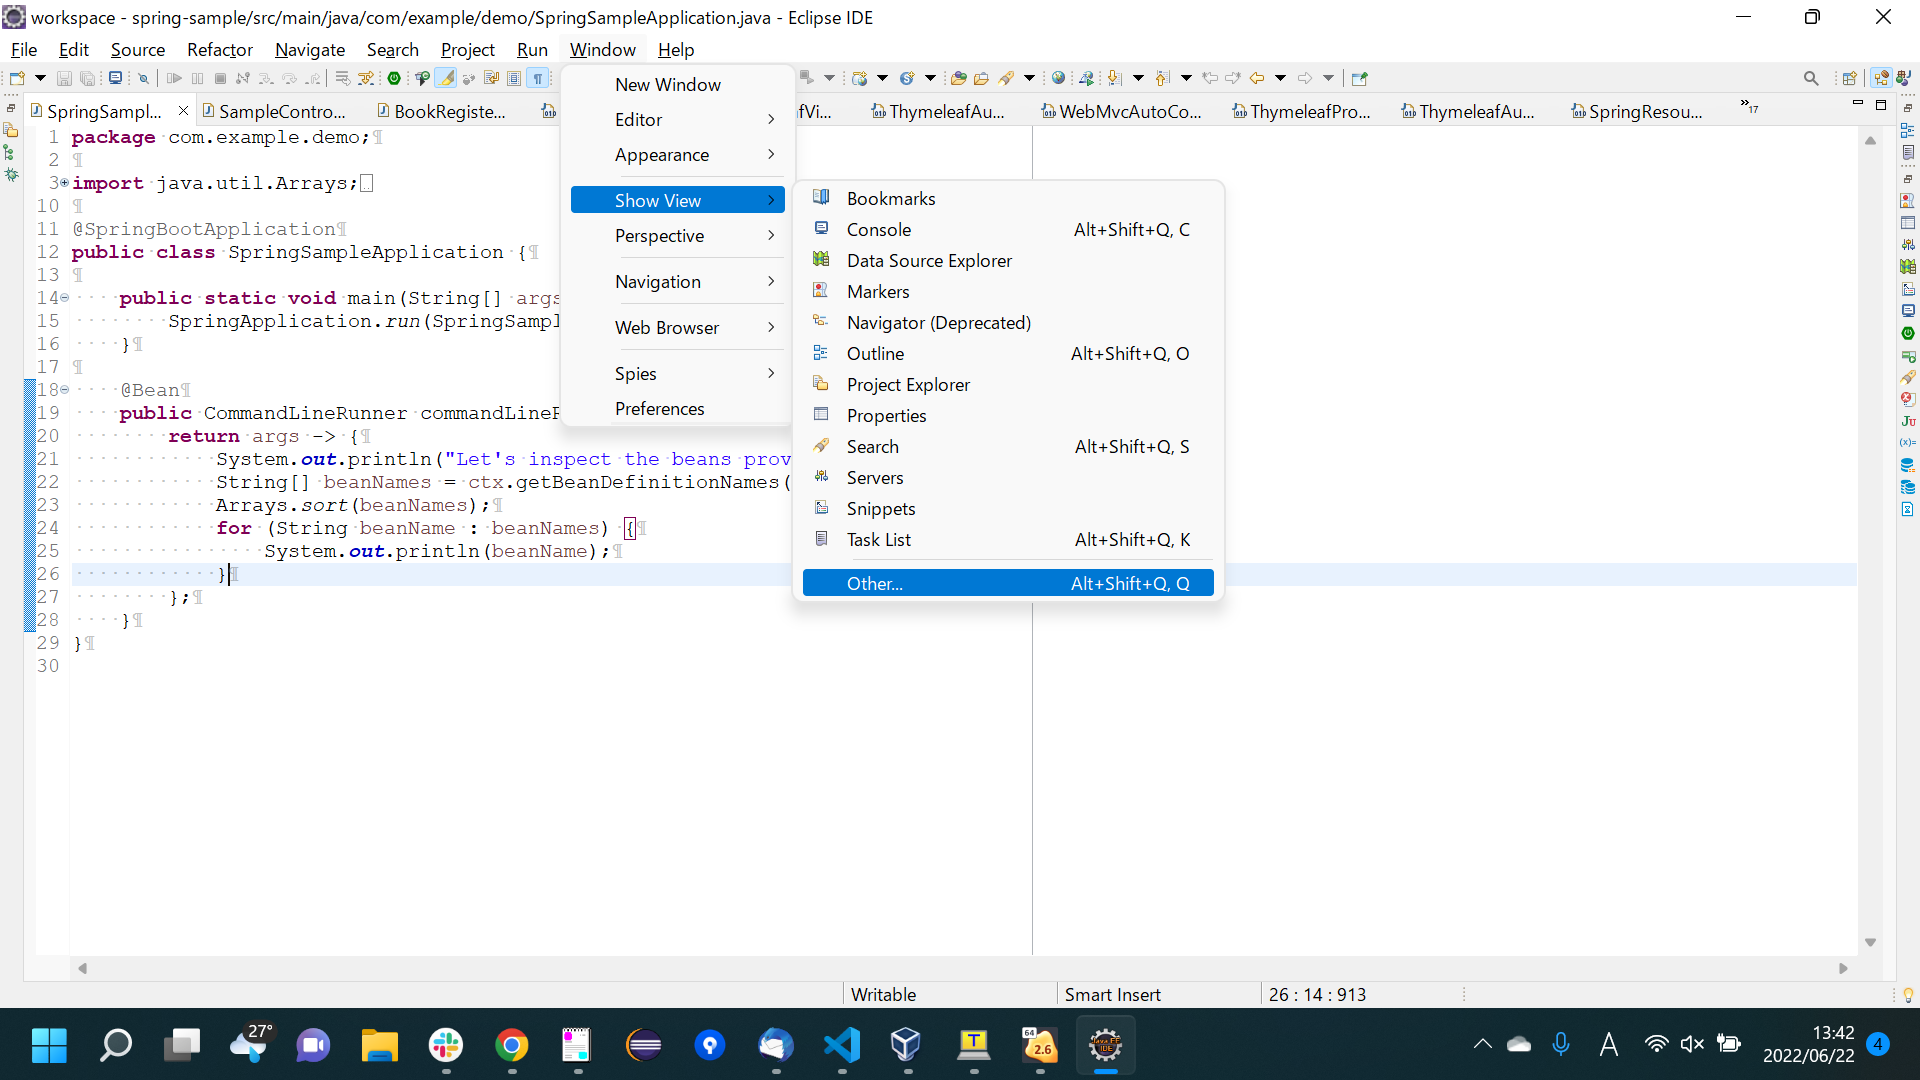 workspace - spring-sample/src/main/java/com/example/demo/SpringSampleApplication.java - Eclipse IDE
File Edit Source Refactor Navigate Search Project Run Window Help
SpringSampl... SampleContro... BookRegiste... fVi... ThymeleafAu... WebMvcAutoCo... ThymeleafPro... ThymeleafAu... SpringResou... »17
1 package com.example.demo;¶
2 ¶
3 import java.util.Arrays;
10 ¶
11 @SpringBootApplication¶
12 public class SpringSampleApplication {¶
13 ¶
14 public static void main(String[] args
15 SpringApplication.run(SpringSampl
16 }¶
17 ¶
18 @Bean¶
19 public CommandLineRunner commandLineR
20 return args -> {¶
21 System.out.println("Let's inspect the beans prov
22 String[] beanNames = ctx.getBeanDefinitionNames(
23 Arrays.sort(beanNames);¶
24 for (String beanName : beanNames) {¶
25 System.out.println(beanName);¶
26 }¶
27 };¶
28 }¶
29 }¶
30
New Window
Editor
Appearance
Show View
Perspective
Navigation
Web Browser
Spies
Preferences
Bookmarks
Console Alt+Shift+Q, C
Data Source Explorer
Markers
Navigator (Deprecated)
Outline Alt+Shift+Q, O
Project Explorer
Properties
Search Alt+Shift+Q, S
Servers
Snippets
Task List Alt+Shift+Q, K
Other... Alt+Shift+Q, Q
Writable Smart Insert 26 : 14 : 913
27°
64
2.6
Java EE
IDE
A
13:42
2022/06/22
4